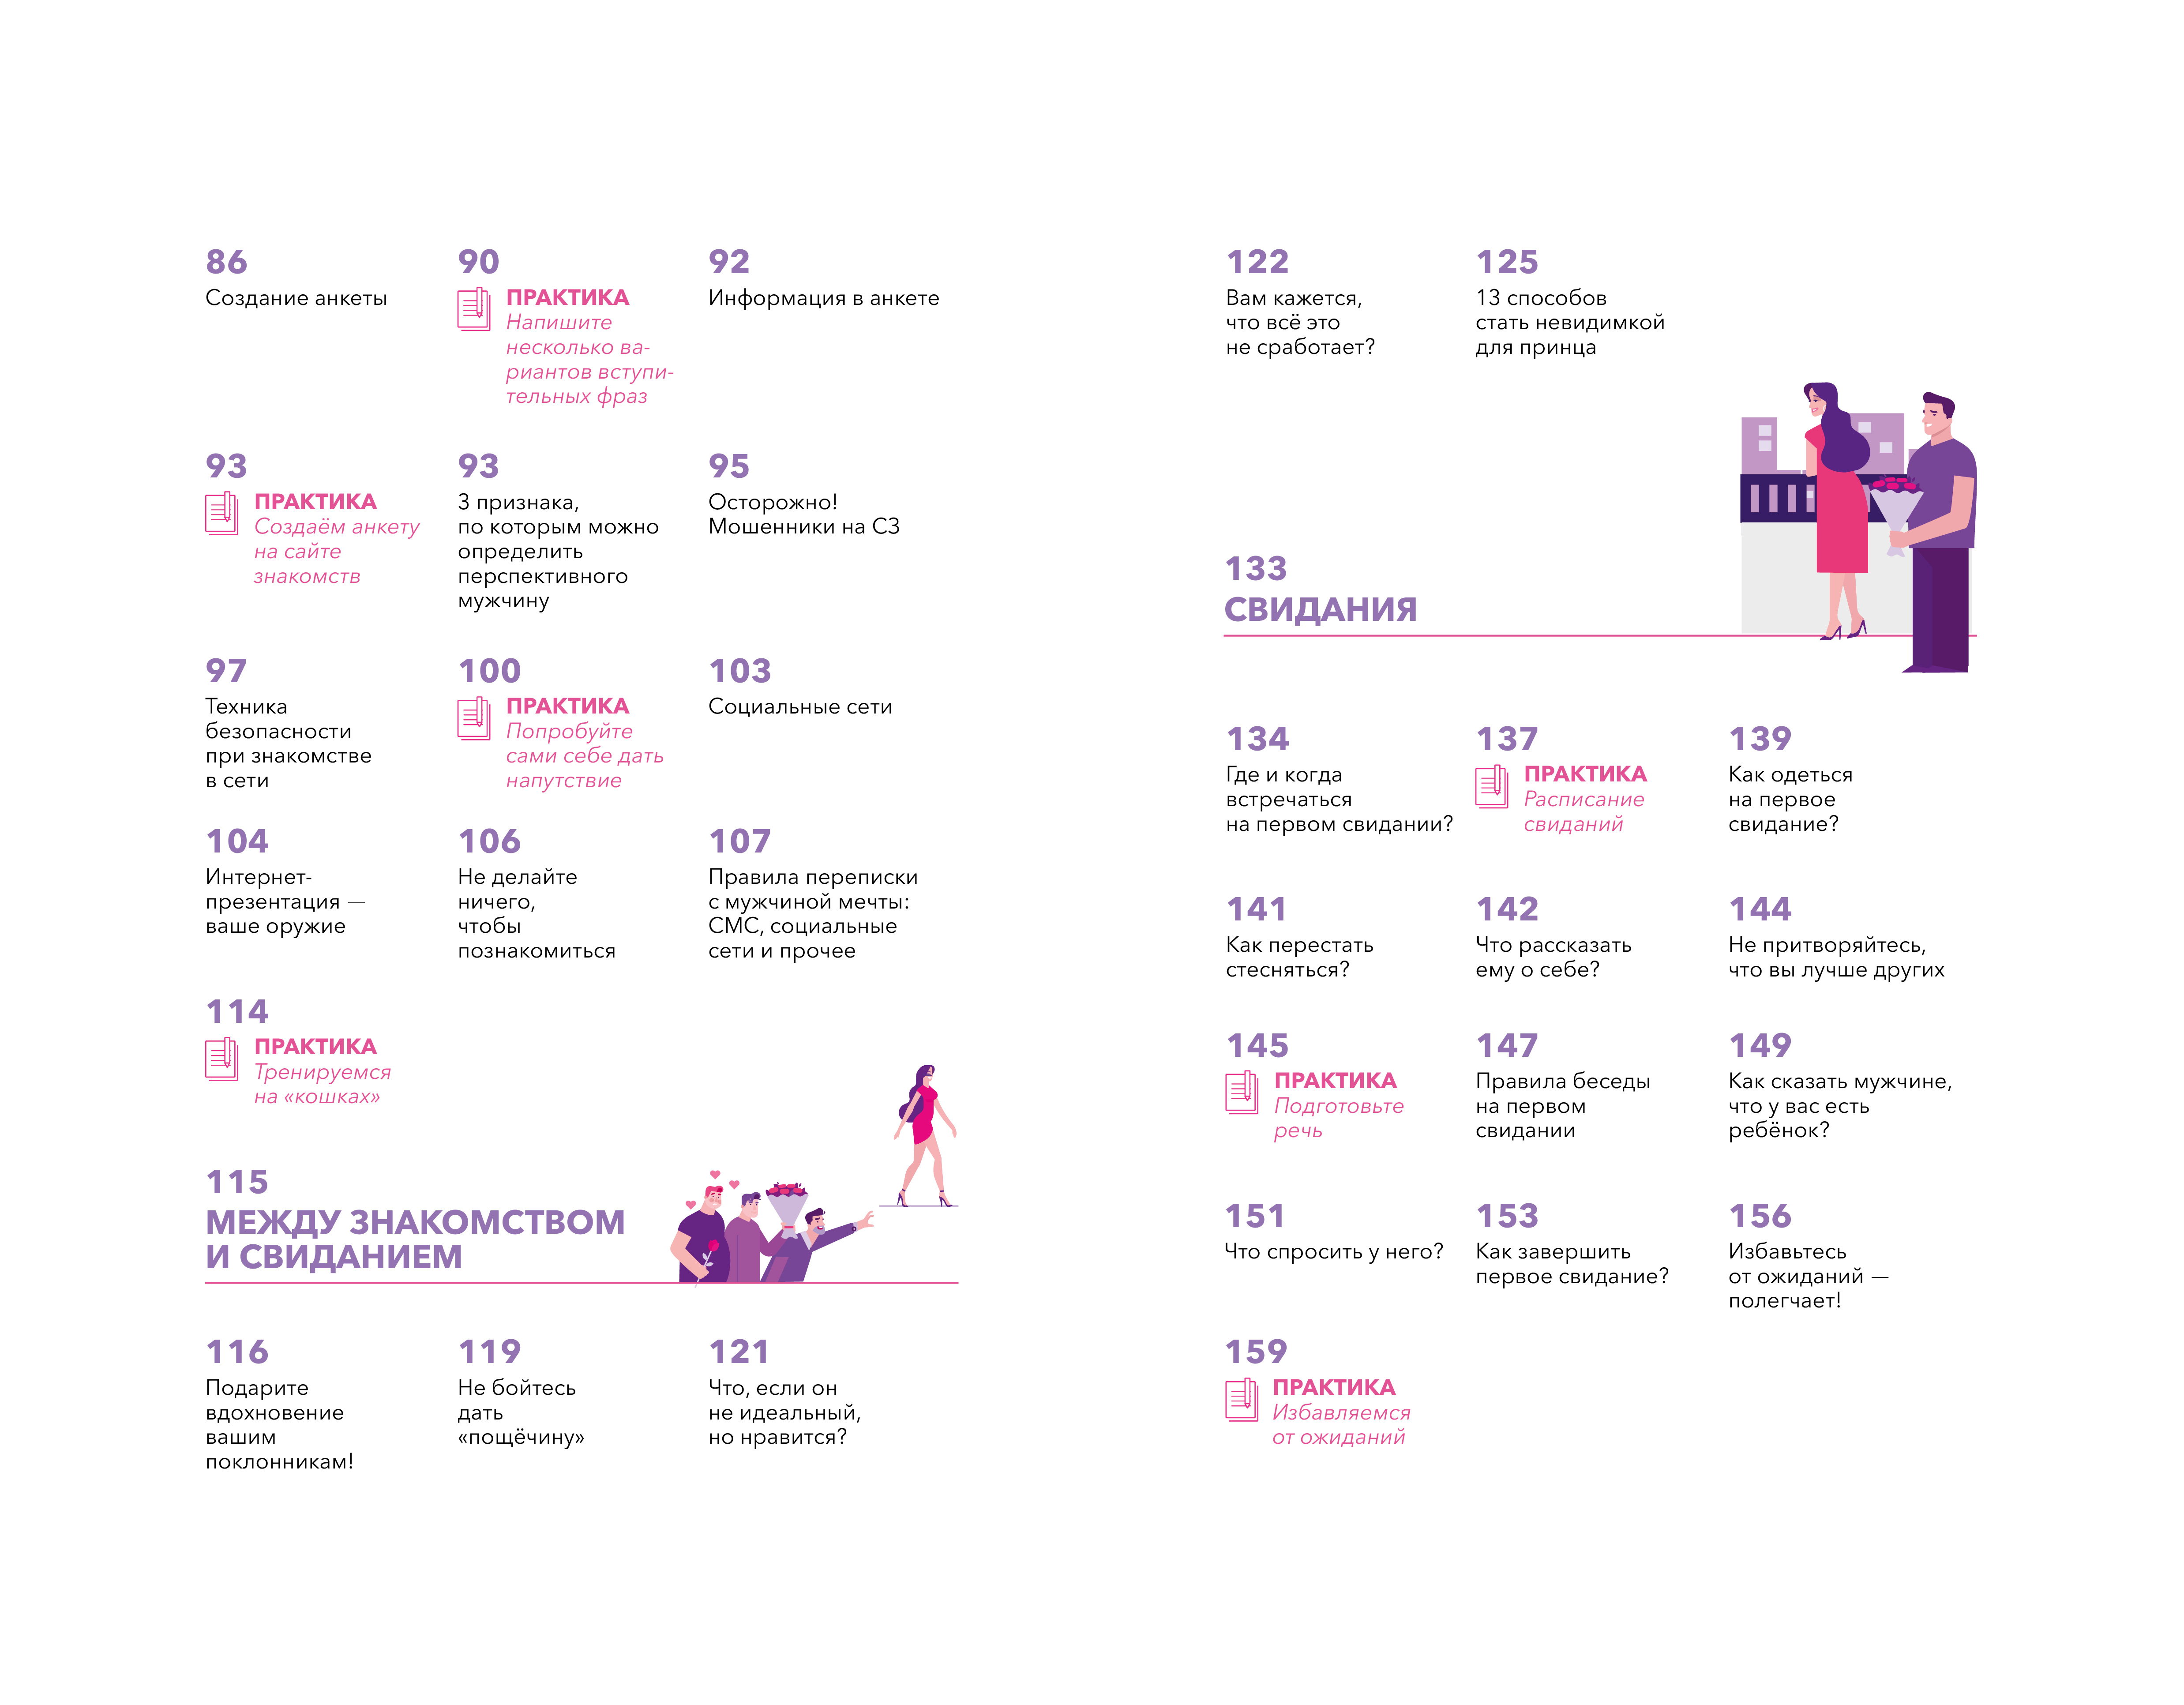 86
Создание анкеты
90
ПРАКТИКА
Напишите
несколько ва-
риантов вступи-
тельных фраз
92
Информация в анкете
93
ПРАКТИКА
Создаём анкету
на сайте
знакомств
93
3 признака,
по которым можно
определить
перспективного
мужчину
95
Осторожно!
Мошенники на СЗ
97
Техника
безопасности
при знакомстве
в сети
100
ПРАКТИКА
Попробуйте
сами себе дать
напутствие
103
Социальные сети
104
Интернет-
презентация —
ваше оружие
106
Не делайте
ничего,
чтобы
познакомиться
107
Правила переписки
с мужчиной мечты:
СМС, социальные
сети и прочее
114
ПРАКТИКА
Тренируемся
на «кошках»
115
МЕЖДУ ЗНАКОМСТВОМ
И СВИДАНИЕМ
116
Подарите
вдохновение
вашим
поклонникам!
119
Не бойтесь
дать
«пощёчину»
121
Что, если он
не идеальный,
но нравится?
122
Вам кажется,
что всё это
не сработает?
125
13 способов
стать невидимкой
для принца
133
СВИДАНИЯ
134
Где и когда
встречаться
на первом свидании?
137
ПРАКТИКА
Расписание
свиданий
139
Как одеться
на первое
свидание?
141
Как перестать
стесняться?
142
Что рассказать
ему о себе?
144
Не притворяйтесь,
что вы лучше других
145
ПРАКТИКА
Подготовьте
речь
147
Правила беседы
на первом
свидании
149
Как сказать мужчине,
что у вас есть
ребёнок?
151
Что спросить у него?
153
Как завершить
первое свидание?
156
Избавьтесь
от ожиданий —
полегчает!
159
ПРАКТИКА
Избавляемся
от ожиданий